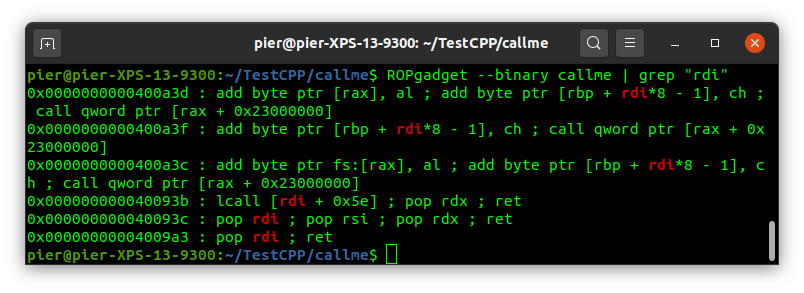 pier@pier-XPS-13-9300: ~/TestCPP/callme
pier@pier-XPS-13-9300:~/TestCPP/callme$ ROPgadget --binary callme | grep "rdi"
0x0000000000400a3d : add byte ptr [rax], al ; add byte ptr [rbp + rdi*8 - 1], ch ;
 call qword ptr [rax + 0x23000000]
0x0000000000400a3f : add byte ptr [rbp + rdi*8 - 1], ch ; call qword ptr [rax + 0x
23000000]
0x0000000000400a3c : add byte ptr fs:[rax], al ; add byte ptr [rbp + rdi*8 - 1], c
h ; call qword ptr [rax + 0x23000000]
0x000000000040093b : lcall [rdi + 0x5e] ; pop rdx ; ret
0x000000000040093c : pop rdi ; pop rsi ; pop rdx ; ret
0x00000000004009a3 : pop rdi ; ret
pier@pier-XPS-13-9300:~/TestCPP/callme$